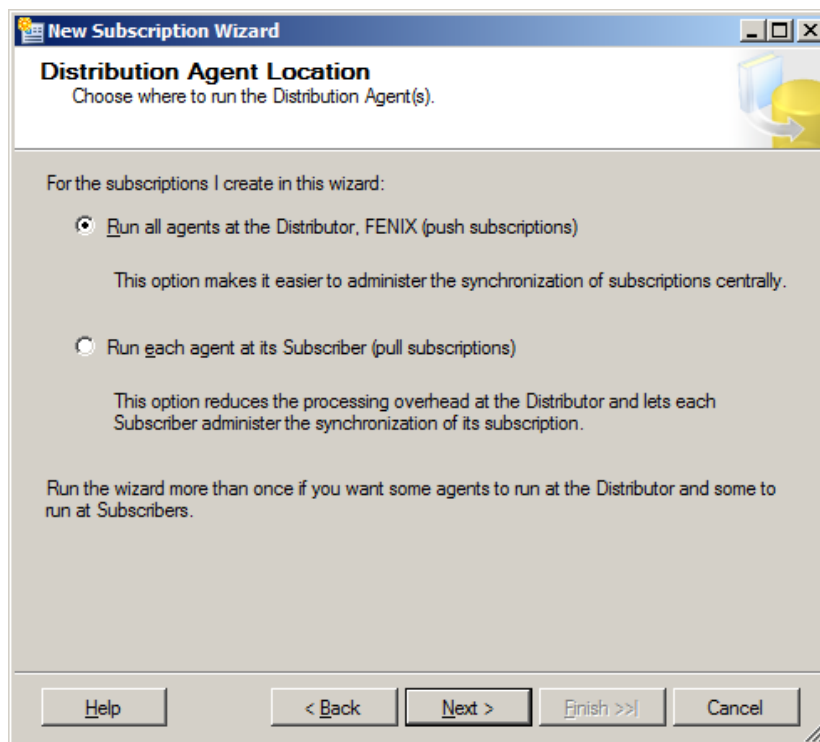 New Subscription Wizard
Distribution Agent Location
Choose where to run the Distribution Agent(s).
For the subscriptions I create in this wizard:
Run all agents at the Distributor, FENIX (push subscriptions)
This option makes it easier to administer the synchronization of subscriptions centrally.
Run each agent at its Subscriber (pull subscriptions)
This option reduces the processing overhead at the Distributor and lets each
Subscriber administer the synchronization of its subscription.
Run the wizard more than once if you want some agents to run at the Distributor and some to
run at Subscribers.
Help
< Back
Next >
Finish >>|
Cancel